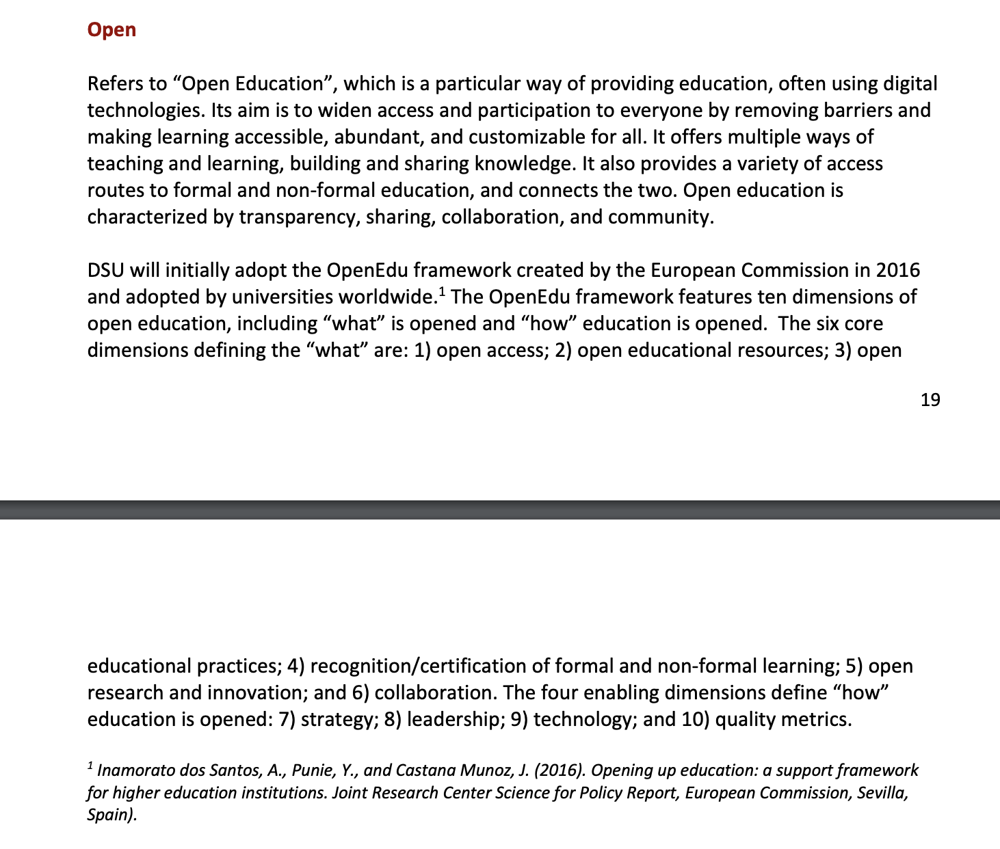 Open
Refers to “Open Education”, which is a particular way of providing education, often using digital
technologies. Its aim is to widen access and participation to everyone by removing barriers and
making learning accessible, abundant, and customizable for all. It offers multiple ways of
teaching and learning, building and sharing knowledge. It also provides a variety of access
routes to formal and non-formal education, and connects the two. Open education is
characterized by transparency, sharing, collaboration, and community.
DSU will initially adopt the OpenEdu framework created by the European Commission in 2016
and adopted by universities worldwide.¹ The OpenEdu framework features ten dimensions of
open education, including “what” is opened and “how” education is opened.  The six core
dimensions defining the “what” are: 1) open access; 2) open educational resources; 3) open
19
educational practices; 4) recognition/certification of formal and non-formal learning; 5) open
research and innovation; and 6) collaboration. The four enabling dimensions define “how”
education is opened: 7) strategy; 8) leadership; 9) technology; and 10) quality metrics.
¹ Inamorato dos Santos, A., Punie, Y., and Castana Munoz, J. (2016). Opening up education: a support framework
for higher education institutions. Joint Research Center Science for Policy Report, European Commission, Sevilla,
Spain).